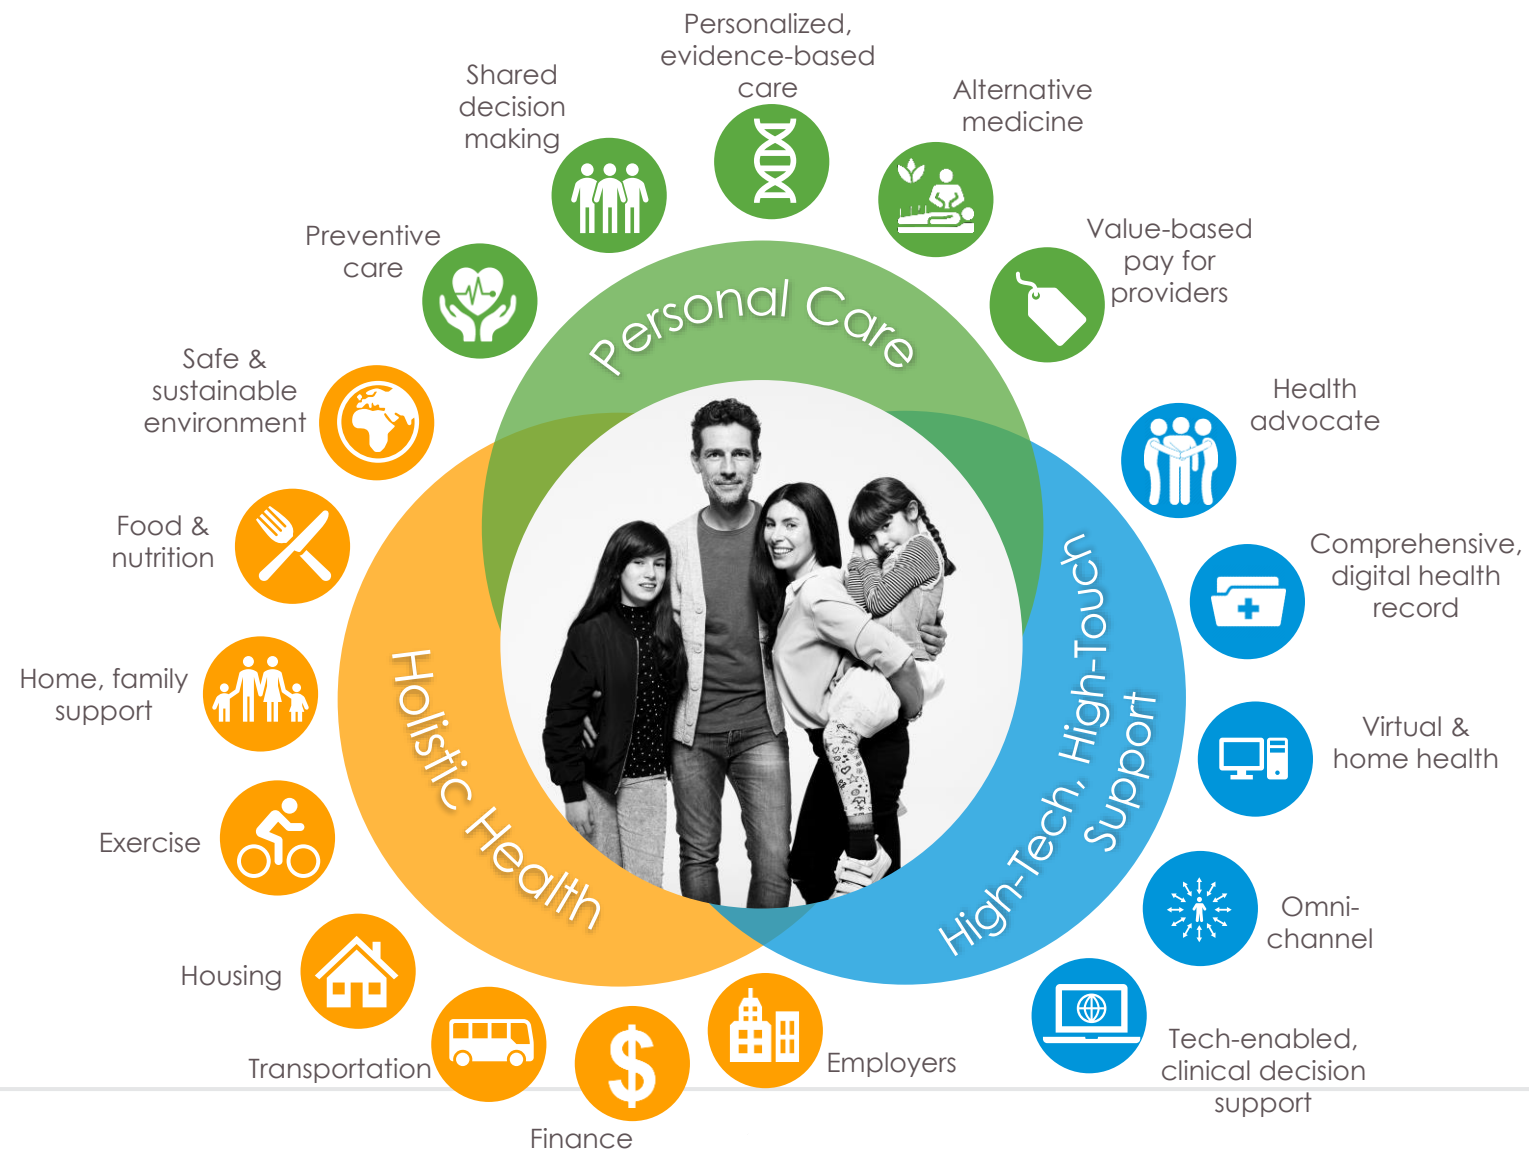 Personalized,
evidence-based
care
Shared
decision
making
Alternative
medicine
Preventive
care
Value-based
pay for
providers
Personal Care
Safe &
sustainable
environment
Health
advocate
Food &
nutrition
Comprehensive,
digital health
record
Home, family
support
Virtual &
home health
Holistic Health
High-Tech, High-Touch
Support
Exercise
Omni-
channel
Housing
Transportation
Employers
Tech-enabled,
clinical decision
support
$
Finance